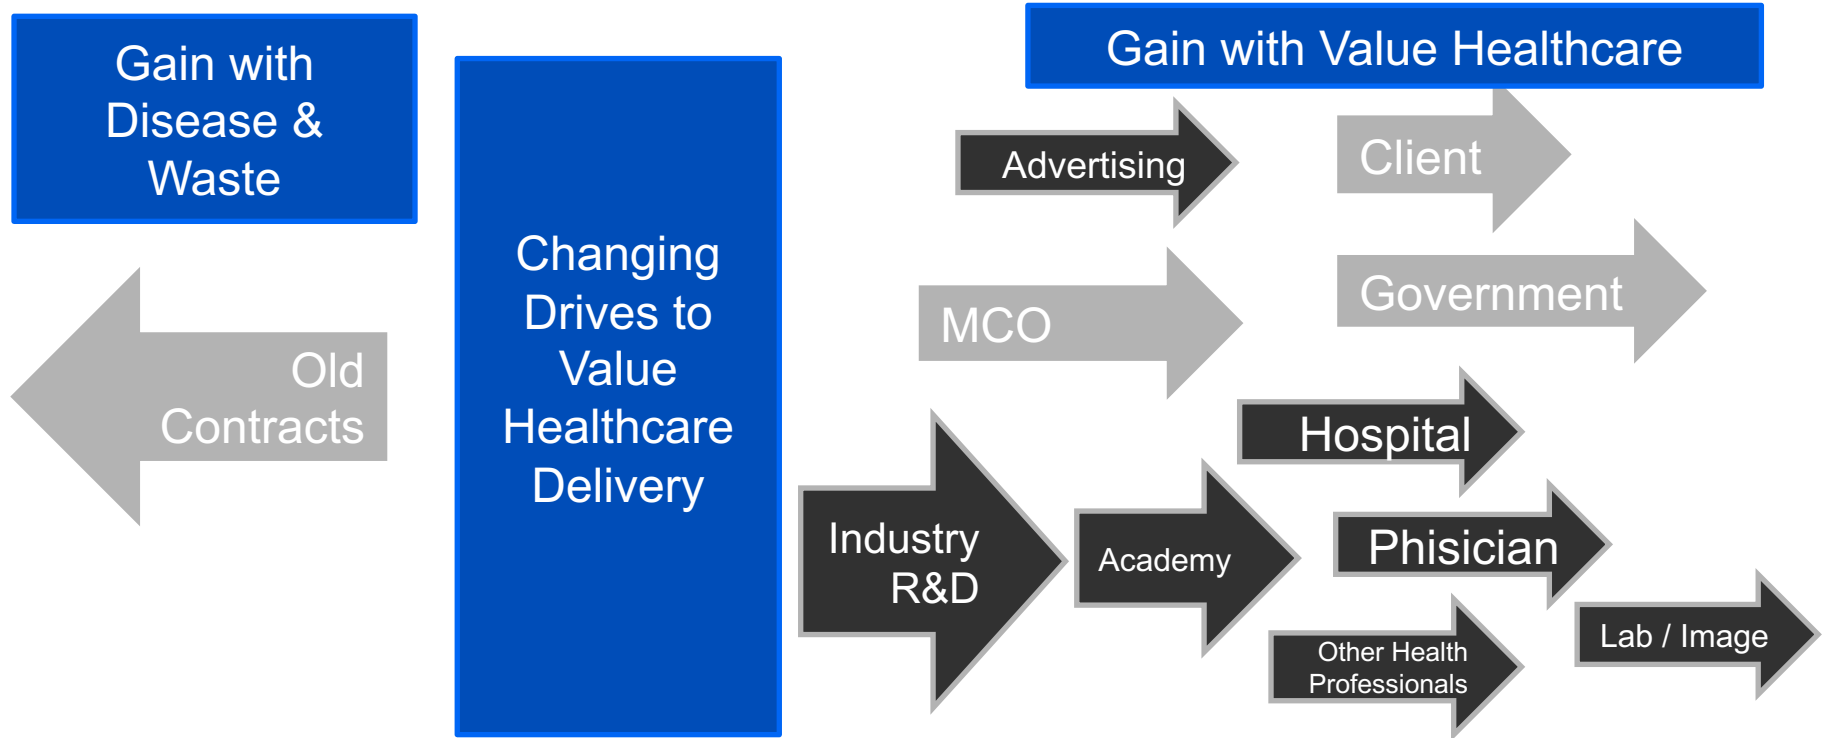 Gain with
Disease &
Waste
Old
Contracts
Changing
Drives to
Value
Healthcare
Delivery
Gain with Value Healthcare
Advertising
Client
MCO
Government
Hospital
Industry
R&D
Academy
Phisician
Other Health
Professionals
Lab / Image